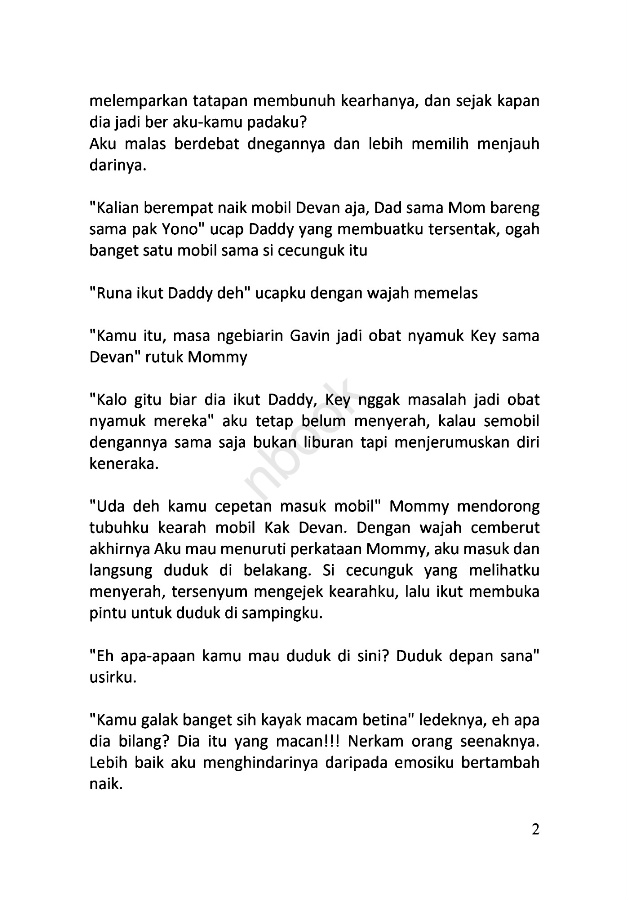 melemparkan tatapan membunuh kearhanya, dan sejak kapan
dia jadi ber aku-kamu padaku?
Aku malas berdebat dnegannya dan lebih memilih menjauh
darinya.
"Kalian berempat naik mobil Devan aja, Dad sama Mom bareng
sama pak Yono" ucap Daddy yang membuatku tersentak, ogah
banget satu mobil sama si cecunguk itu
"Runa ikut Daddy deh" ucapku dengan wajah memelas
"Kamu itu, masa ngebiarin Gavin jadi obat nyamuk Key sama
Devan" rutuk Mommy
"Kalo gitu biar dia ikut Daddy, Key nggak masalah jadi obat
nyamuk mereka" aku tetap belum menyerah, kalau semobil
dengannya sama saja bukan liburan tapi menjerumuskan diri
keneraka.
"Uda deh kamu cepetan masuk mobil" Mommy mendorong
tubuhku kearah mobil Kak Devan. Dengan wajah cemberut
akhirnya Aku mau menuruti perkataan Mommy, aku masuk dan
langsung duduk di belakang. Si cecunguk yang melihatku
menyerah, tersenyum mengejek kearahku, lalu ikut membuka
pintu untuk duduk di sampingku.
"Eh apa-apaan kamu mau duduk di sini? Duduk depan sana"
usirku.
"Kamu galak banget sih kayak macam betina" ledeknya, eh apa
dia bilang? Dia itu yang macan!!! Nerkam orang seenaknya.
Lebih baik aku menghindarinya daripada emosiku bertambah
naik.
nbook
2